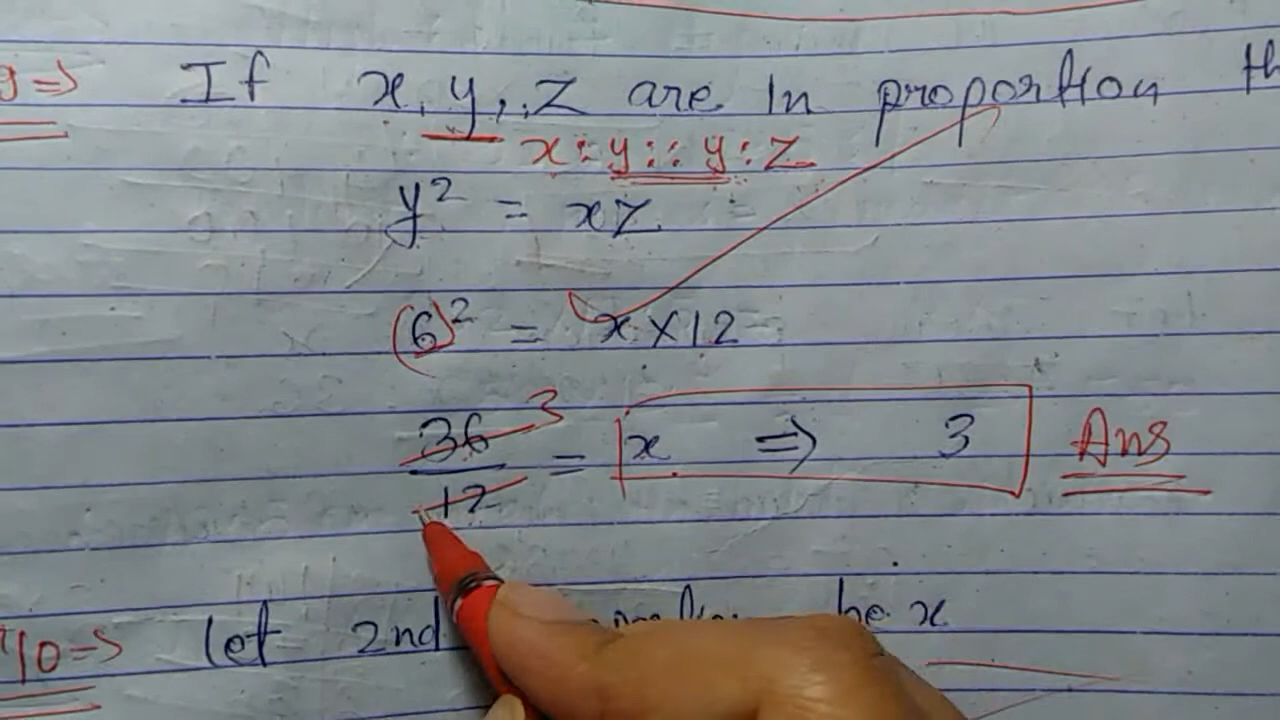 9⇒ If x, y, z are in proportion th
x : y :: y : z
y² = xz
(6)² = x × 12
36 3
— = x ⇒ 3 Ans
12
10⇒ let 2nd be x